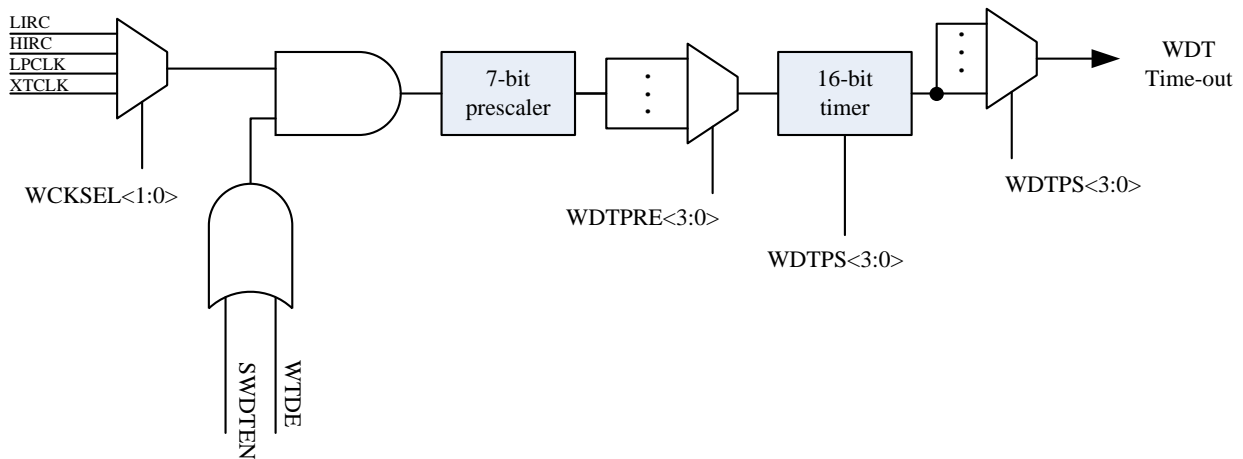 LIRC
HIRC
LPCLK
XTCLK
WCKSEL<1:0>
SWDTEN
WTDE
7-bit
prescaler
WDTPRE<3:0>
16-bit
timer
WDTPS<3:0>
WDTPS<3:0>
WDT
Time-out